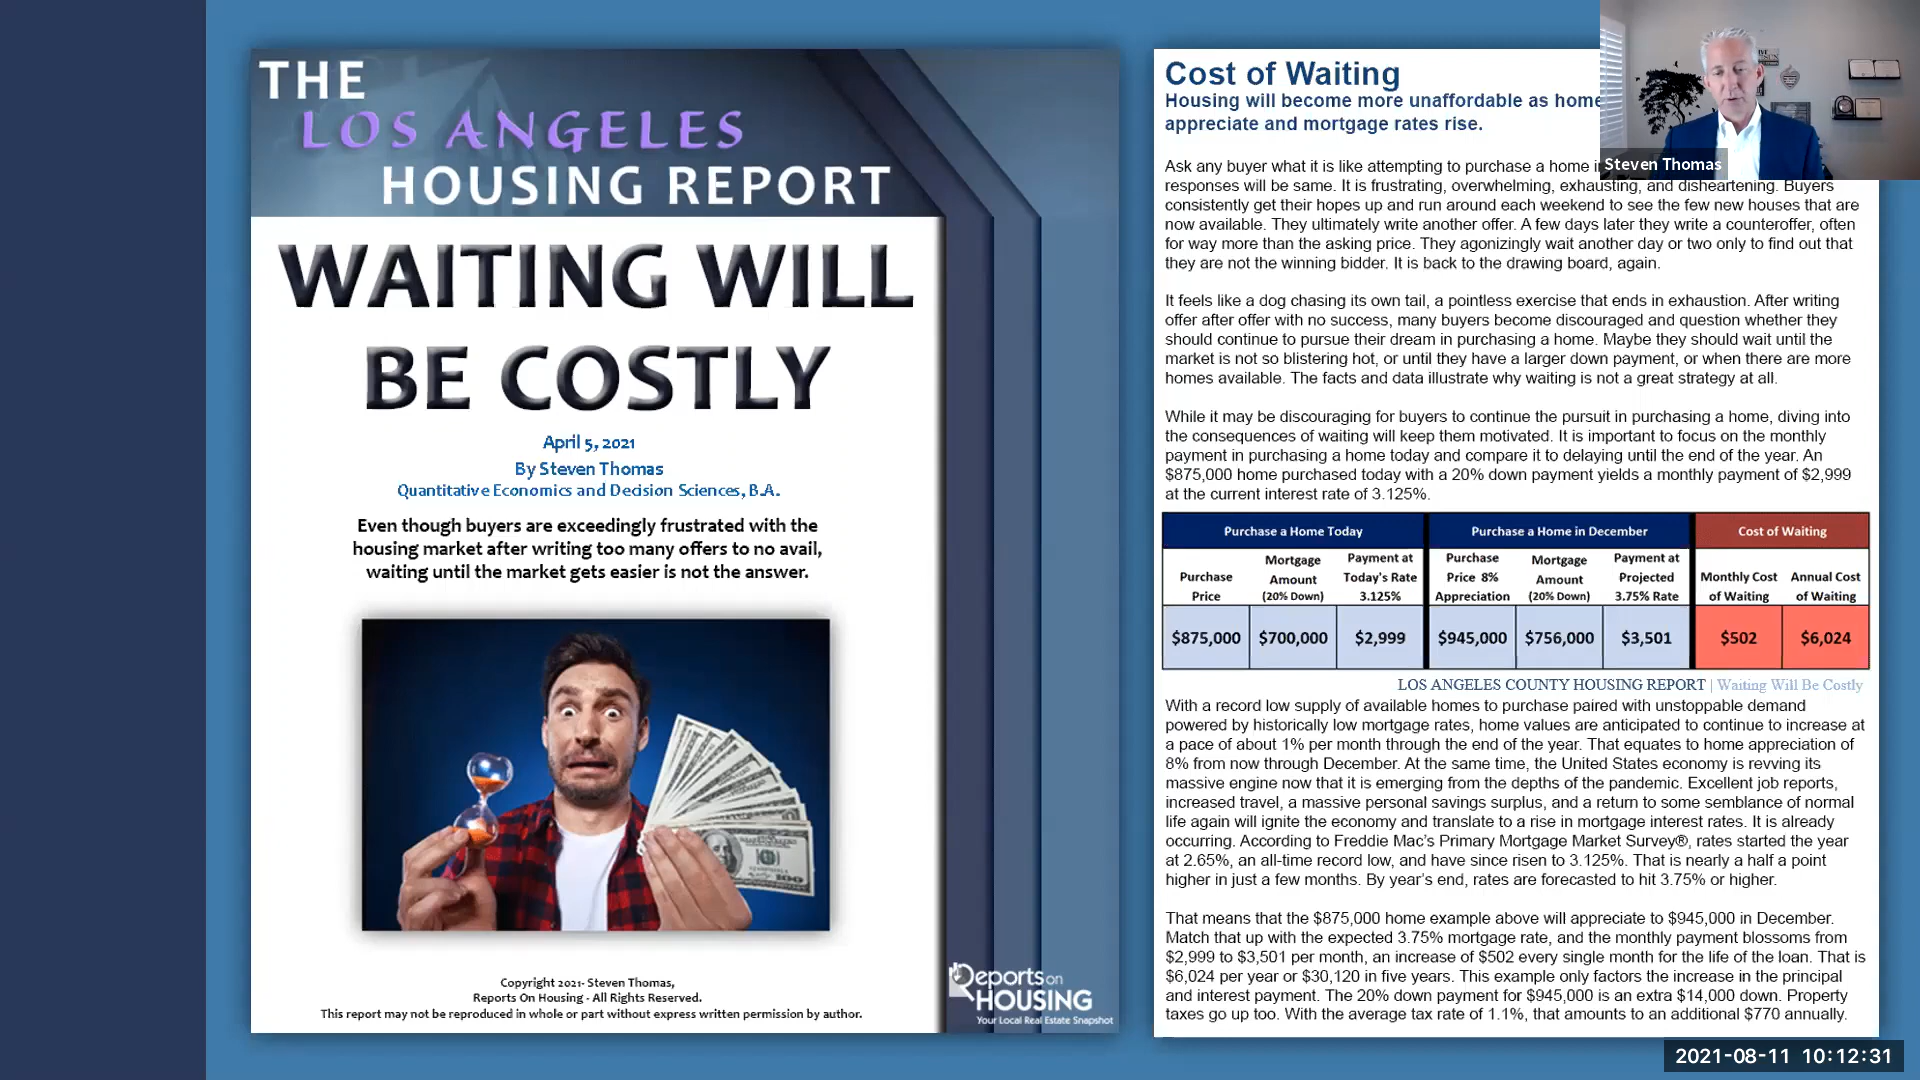 THE
LOS ANGELES
HOUSING REPORT
WAITING WILL
BE COSTLY
April 5, 2021
By Steven Thomas
Quantitative Economics and Decision Sciences, B.A.
Even though buyers are exceedingly frustrated with the
housing market after writing too many offers to no avail,
waiting until the market gets easier is not the answer.
Copyright 2021- Steven Thomas,
Reports On Housing - All Rights Reserved.
This report may not be reproduced in whole or part without express written permission by author.
Reports on
HOUSING
Your Local Real Estate Snapshot
Cost of Waiting
Housing will become more unaffordable as home
appreciate and mortgage rates rise.
Ask any buyer what it is like attempting to purchase a home
responses will be same. It is frustrating, overwhelming, exhausting, and disheartening. Buyers
consistently get their hopes up and run around each weekend to see the few new houses that are
now available. They ultimately write another offer. A few days later they write a counteroffer, often
for way more than the asking price. They agonizingly wait another day or two only to find out that
they are not the winning bidder. It is back to the drawing board, again.
It feels like a dog chasing its own tail, a pointless exercise that ends in exhaustion. After writing
offer after offer with no success, many buyers become discouraged and question whether they
should continue to pursue their dream in purchasing a home. Maybe they should wait until the
market is not so blistering hot, or until they have a larger down payment, or when there are more
homes available. The facts and data illustrate why waiting is not a great strategy at all.
While it may be discouraging for buyers to continue the pursuit in purchasing a home, diving into
the consequences of waiting will keep them motivated. It is important to focus on the monthly
payment in purchasing a home today and compare it to delaying until the end of the year. An
$875,000 home purchased today with a 20% down payment yields a monthly payment of $2,999
at the current interest rate of 3.125%.
Purchase a Home Today Purchase a Home in December Cost of Waiting
Purchase Price Mortgage Amount (20% Down) Payment at Today's Rate 3.125% Purchase Price 8% Appreciation Mortgage Amount (20% Down) Payment at Projected 3.75% Rate Monthly Cost of Waiting Annual Cost of Waiting
$875,000 $700,000 $2,999 $945,000 $756,000 $3,501 $502 $6,024
LOS ANGELES COUNTY HOUSING REPORT | Waiting Will Be Costly
With a record low supply of available homes to purchase paired with unstoppable demand
powered by historically low mortgage rates, home values are anticipated to continue to increase at
a pace of about 1% per month through the end of the year. That equates to home appreciation of
8% from now through December. At the same time, the United States economy is revving its
massive engine now that it is emerging from the depths of the pandemic. Excellent job reports,
increased travel, a massive personal savings surplus, and a return to some semblance of normal
life again will ignite the economy and translate to a rise in mortgage interest rates. It is already
occurring. According to Freddie Mac's Primary Mortgage Market Survey®, rates started the year
at 2.65%, an all-time record low, and have since risen to 3.125%. That is nearly a half a point
higher in just a few months. By year's end, rates are forecasted to hit 3.75% or higher.
That means that the $875,000 home example above will appreciate to $945,000 in December.
Match that up with the expected 3.75% mortgage rate, and the monthly payment blossoms from
$2,999 to $3,501 per month, an increase of $502 every single month for the life of the loan. That is
$6,024 per year or $30,120 in five years. This example only factors the increase in the principal
and interest payment. The 20% down payment for $945,000 is an extra $14,000 down. Property
taxes go up too. With the average tax rate of 1.1%, that amounts to an additional $770 annually.
Steven Thomas
2021-08-11 10:12:31